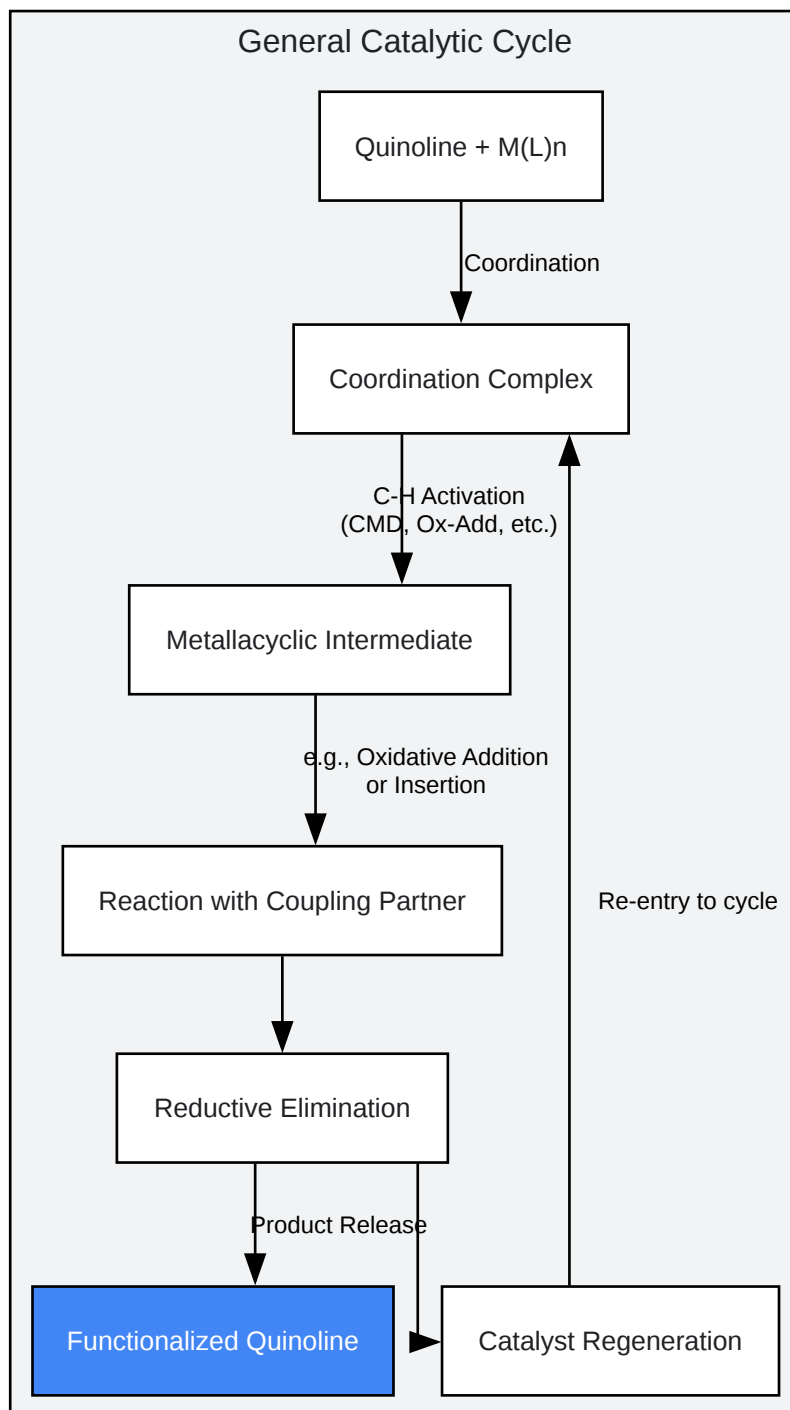 General Catalytic Cycle
Quinoline + M(L)n
Coordination
Coordination Complex
C-H Activation
(CMD, Ox-Add, etc.)
Metallacyclic Intermediate
e.g., Oxidative Addition
or Insertion
Reaction with Coupling Partner
Re-entry to cycle
Reductive Elimination
Product Release
Functionalized Quinoline
Catalyst Regeneration